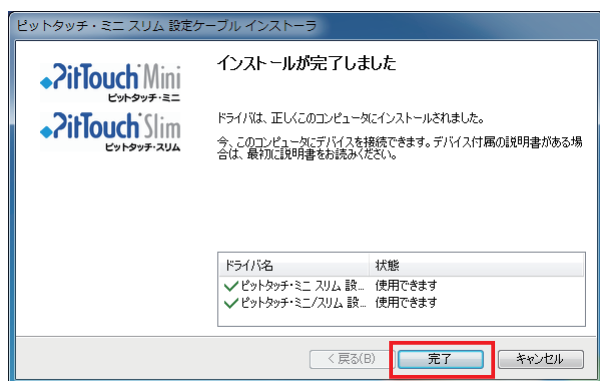 ピットタッチ・ミニ スリム 設定ケーブル インストーラ
PitTouch Mini
ピットタッチ・ミニ
PitTouch Slim
ピットタッチ・スリム
インストールが完了しました
ドライバは、正しくこのコンピュータにインストールされました。
今、このコンピュータにデバイスを接続できます。デバイス付属の説明書がある場
合は、最初に説明書をお読みください。
ドライバ名 状態
ピットタッチ・ミニ スリム 設... 使用できます
ピットタッチ・ミニ/スリム 設... 使用できます
< 戻る(B) 完了 キャンセル